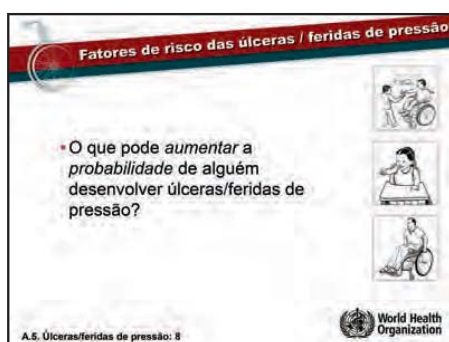 Fatores de risco das úlceras / feridas de pressão
• O que pode aumentar a
probabilidade de alguém
desenvolver úlceras/feridas de
pressão?
A.5. Úlceras/feridas de pressão: 8
World Health
Organization